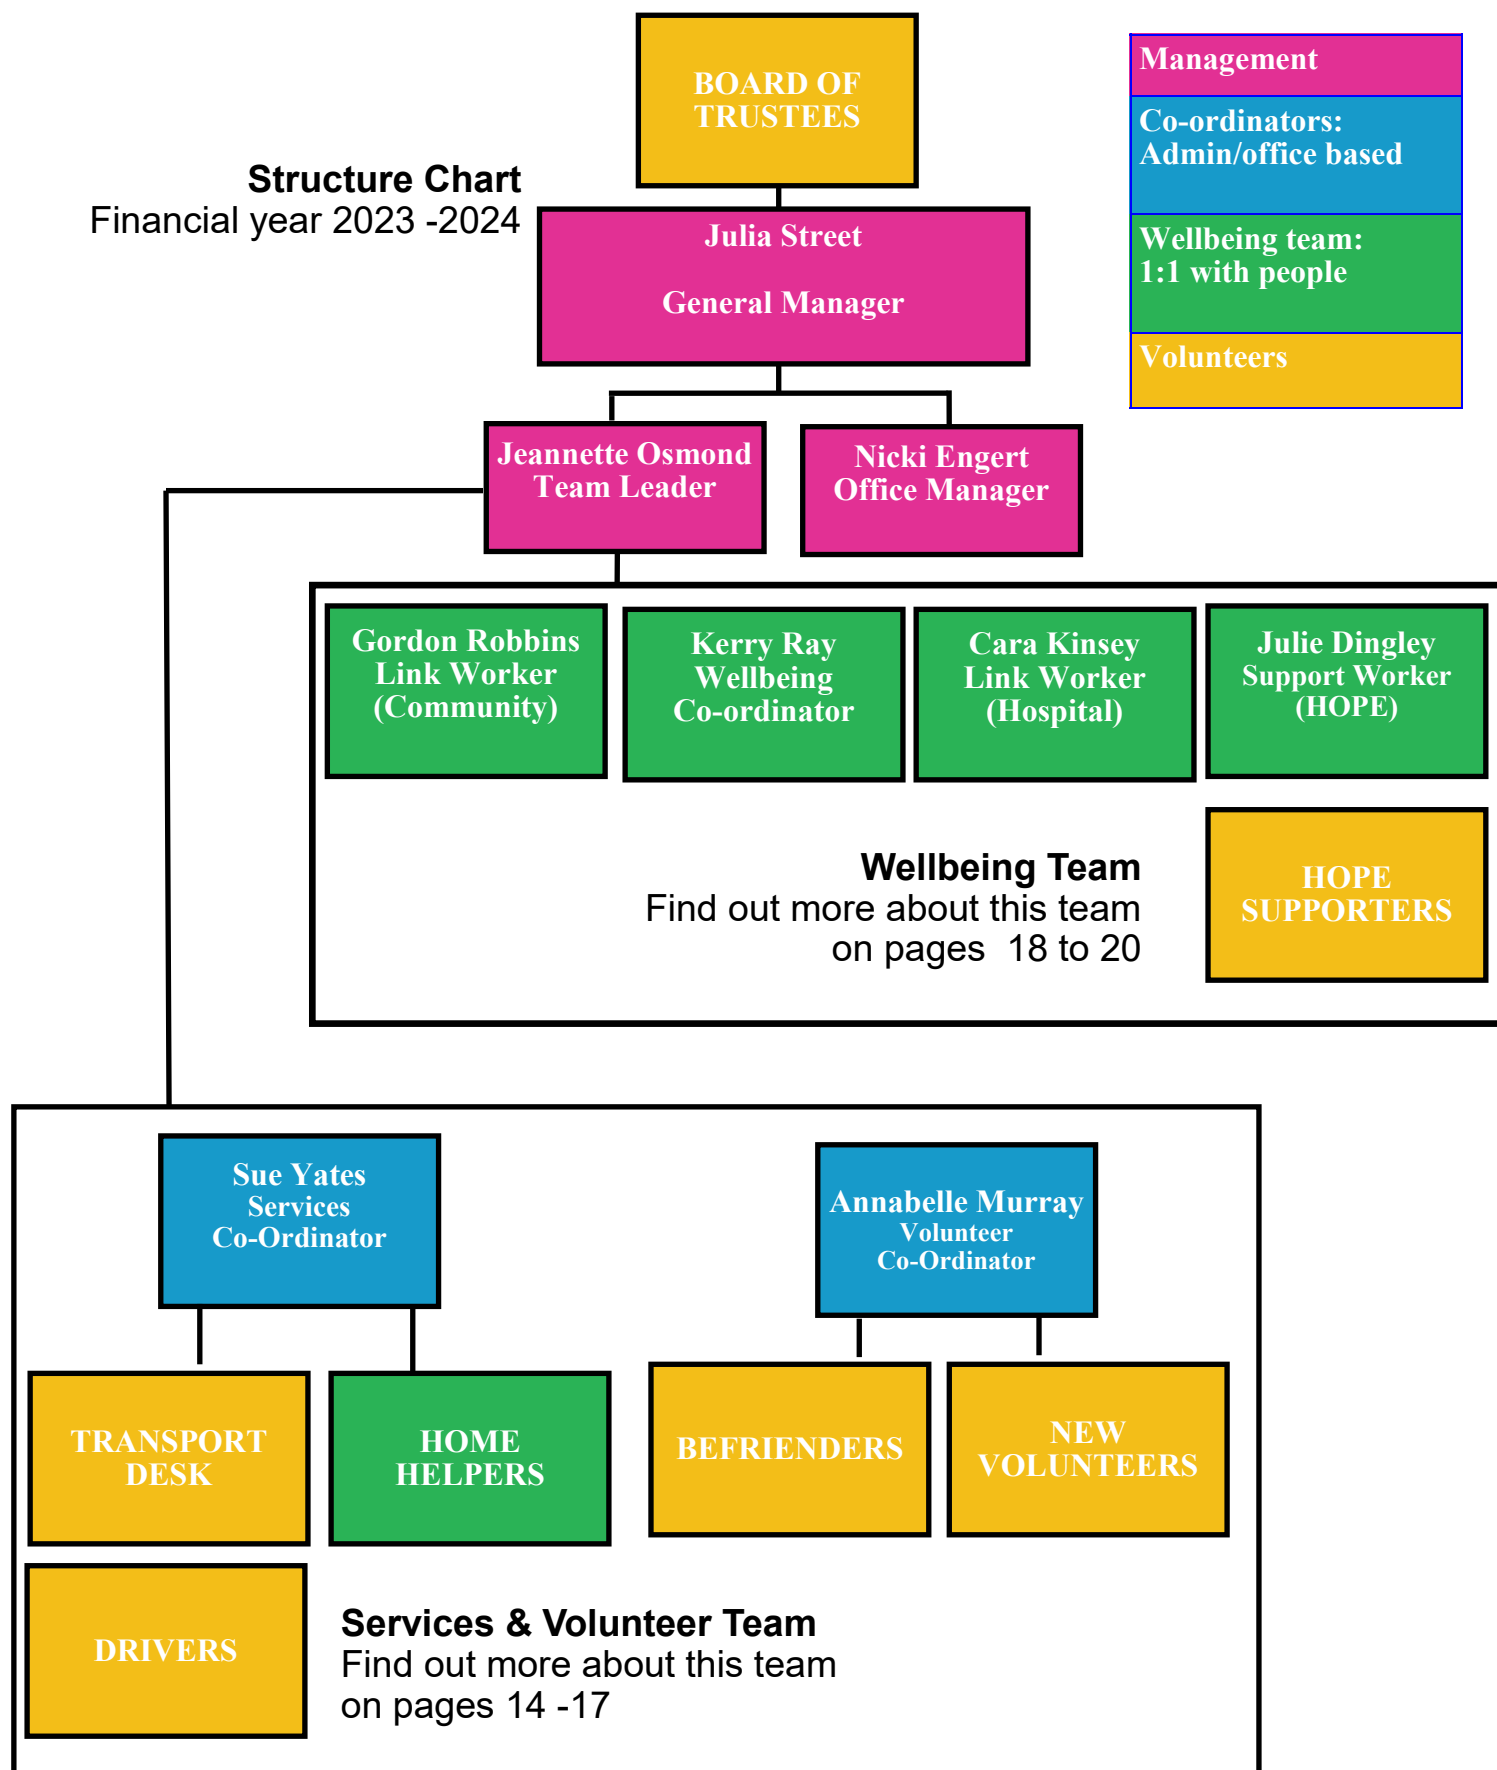 BOARD OF
TRUSTEES
Management
Co-ordinators:
Admin/office based
Wellbeing team:
1:1 with people
Volunteers
Structure Chart
Financial year 2023 -2024
Julia Street
General Manager
Jeannette Osmond
Team Leader
Nicki Engert
Office Manager
Gordon Robbins
Link Worker
(Community)
Kerry Ray
Wellbeing
Co-ordinator
Cara Kinsey
Link Worker
(Hospital)
Julie Dingley
Support Worker
(HOPE)
Wellbeing Team
Find out more about this team
on pages  18 to 20
HOPE
SUPPORTERS
Sue Yates
Services
Co-Ordinator
Annabelle Murray
Volunteer
Co-Ordinator
TRANSPORT
DESK
HOME
HELPERS
BEFRIENDERS
NEW
VOLUNTEERS
DRIVERS
Services & Volunteer Team
Find out more about this team
on pages 14 -17